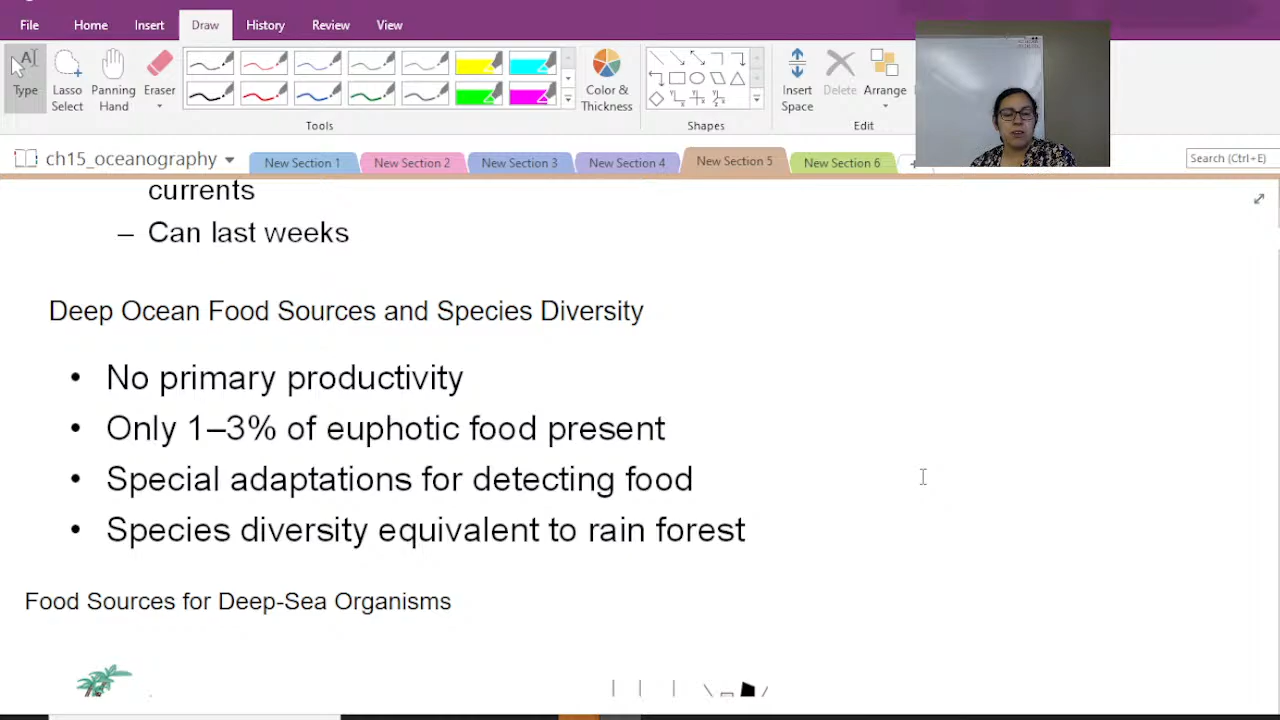 File Home Insert Draw History Review View
Type
Lasso Select
Panning Hand
Eraser
Color & Thickness
Insert Space
Delete
Arrange
Tools
Shapes
Edit
ch15_oceanography
New Section 1 New Section 2 New Section 3 New Section 4 New Section 5 New Section 6
Search (Ctrl+E)
currents
– Can last weeks
Deep Ocean Food Sources and Species Diversity
• No primary productivity
• Only 1–3% of euphotic food present
• Special adaptations for detecting food
• Species diversity equivalent to rain forest
Food Sources for Deep-Sea Organisms